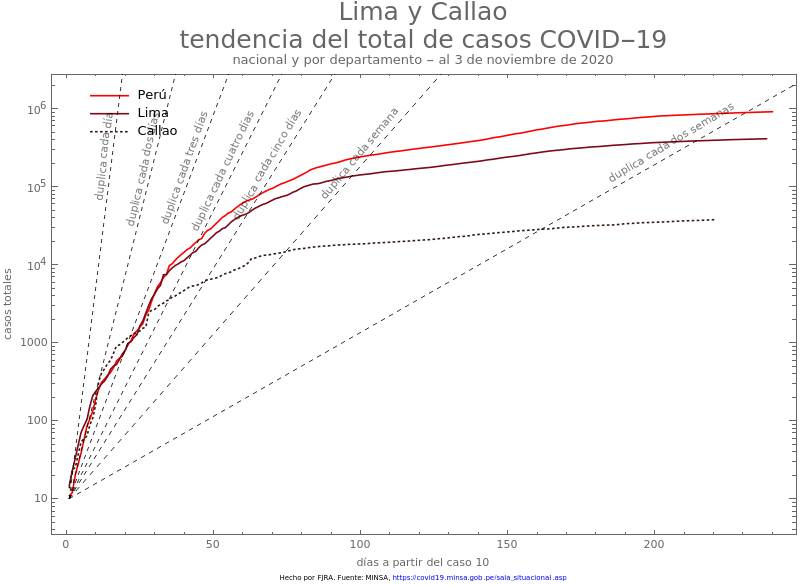 Lima y Callao
tendencia del total de casos COVID−19
nacional y por departamento − al 3 de noviembre de 2020
Perú
Lima
Callao
duplica cada día
duplica cada dos días
duplica cada tres días
duplica cada cuatro días
duplica cada cinco días
duplica cada semana
duplica cada dos semanas
casos totales
10⁶
10⁵
10⁴
1000
100
10
0 50 100 150 200
días a partir del caso 10
Hecho por FJRA. Fuente: MINSA, https://covid19.minsa.gob.pe/sala_situacional.asp